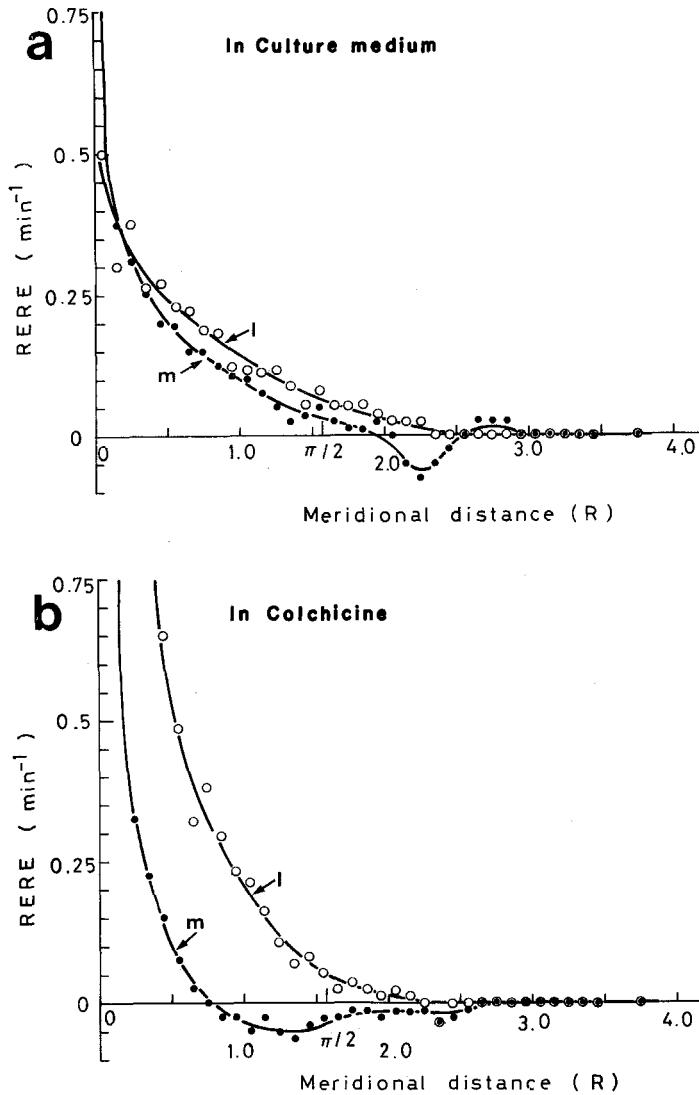 a
In Culture medium
0.75
0.5
0.25
0
RERE (min⁻¹)
l
m
0 1.0 π/2 2.0 3.0 4.0
Meridional distance (R)
b
In Colchicine
0.75
0.5
0.25
0
RERE (min⁻¹)
l
m
0 1.0 π/2 2.0 3.0 4.0
Meridional distance (R)